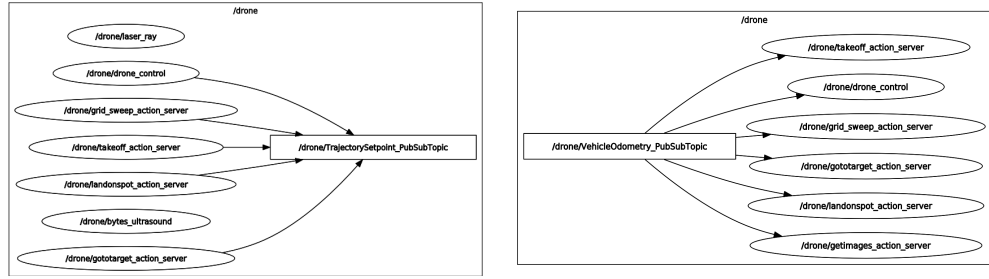 /drone
/drone/laser_ray
/drone/drone_control
/drone/grid_sweep_action_server
/drone/takeoff_action_server
/drone/TrajectorySetpoint_PubSubTopic
/drone/landonspot_action_server
/drone/bytes_ultrasound
/drone/gototarget_action_server
/drone
/drone/takeoff_action_server
/drone/drone_control
/drone/grid_sweep_action_server
/drone/VehicleOdometry_PubSubTopic
/drone/gototarget_action_server
/drone/landonspot_action_server
/drone/getimages_action_server